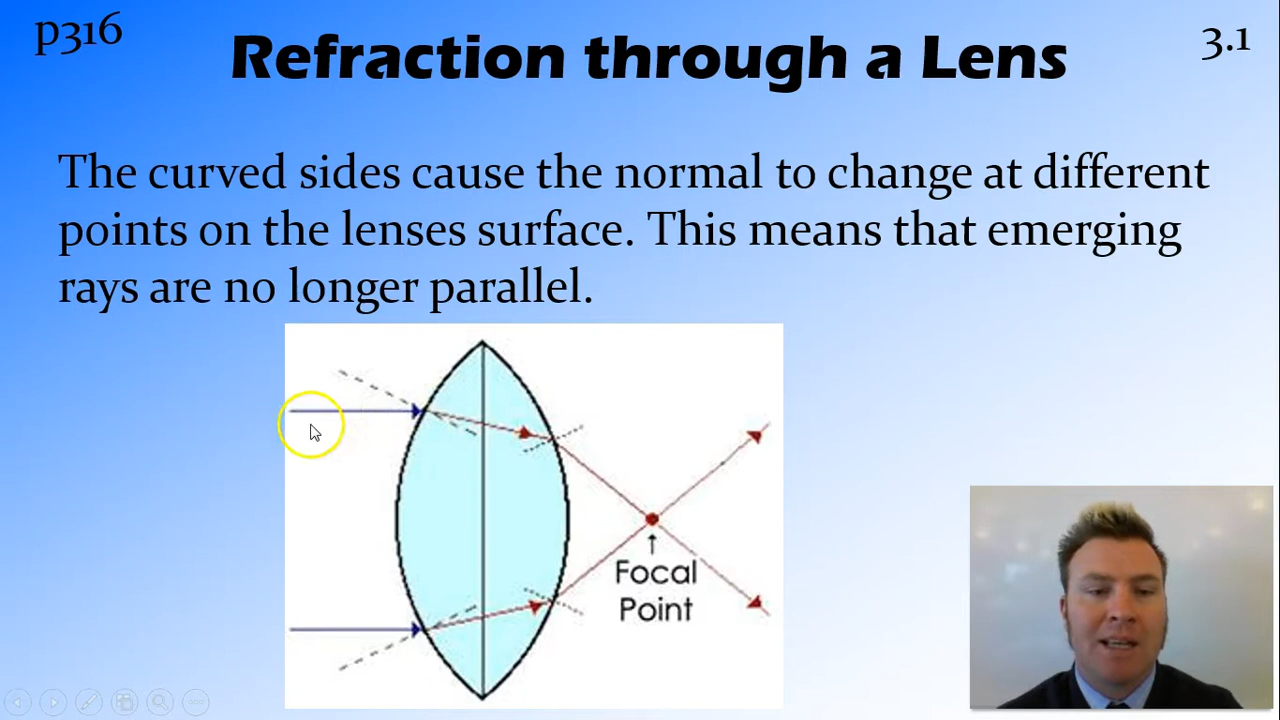 p316
Refraction through a Lens
3.1
The curved sides cause the normal to change at different
points on the lenses surface. This means that emerging
rays are no longer parallel.
Focal
Point